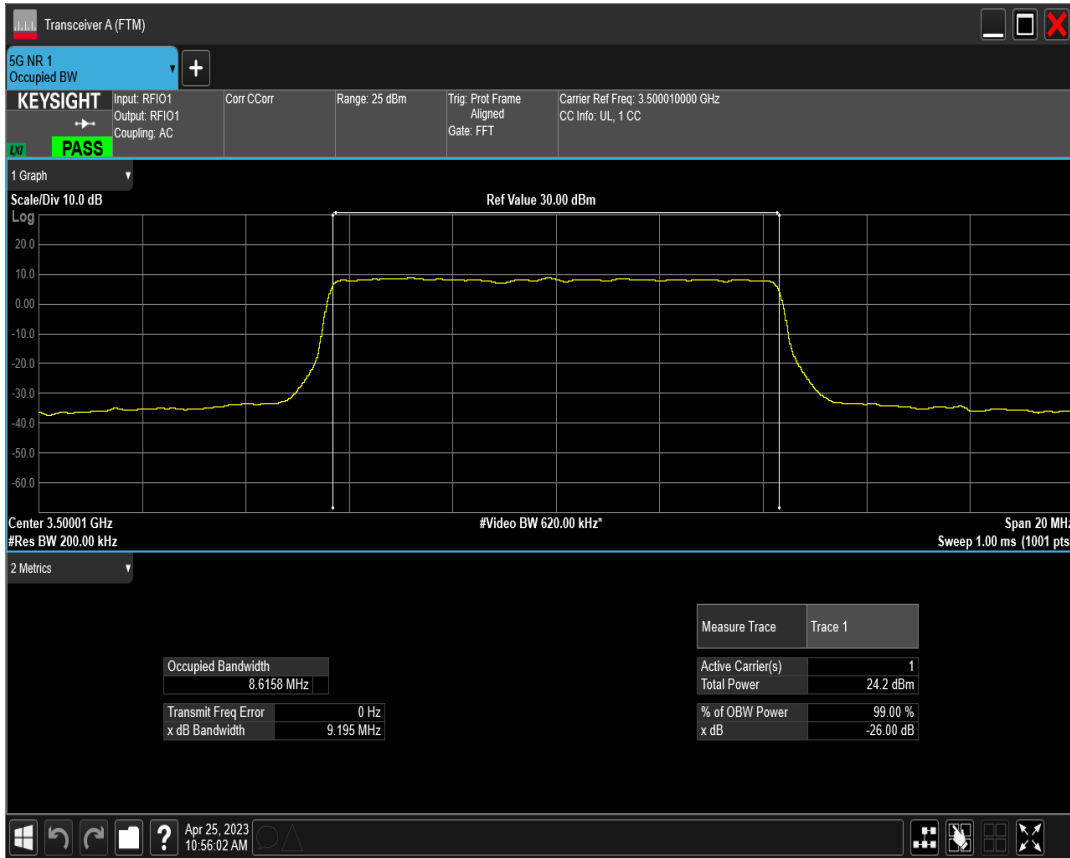 Transceiver A (FTM)
5G NR 1
Occupied BW
+
KEYSIGHT
LXI
PASS
Input: RFIO1
Output: RFIO1
Coupling: AC
Corr CCorr
Range: 25 dBm
Trig: Prot Frame
Aligned
Gate: FFT
Carrier Ref Freq: 3.500010000 GHz
CC Info: UL, 1 CC
1 Graph
Scale/Div 10.0 dB
Ref Value 30.00 dBm
Log
20.0
10.0
0.00
-10.0
-20.0
-30.0
-40.0
-50.0
-60.0
Center 3.50001 GHz
#Video BW 620.00 kHz*
Span 20 MHz
#Res BW 200.00 kHz
Sweep 1.00 ms (1001 pts
2 Metrics
Measure Trace
Trace 1
Occupied Bandwidth
8.6158 MHz
Active Carrier(s)
1
Total Power
24.2 dBm
Transmit Freq Error
0 Hz
x dB Bandwidth
9.195 MHz
% of OBW Power
99.00 %
x dB
-26.00 dB
?
Apr 25, 2023
10:56:02 AM